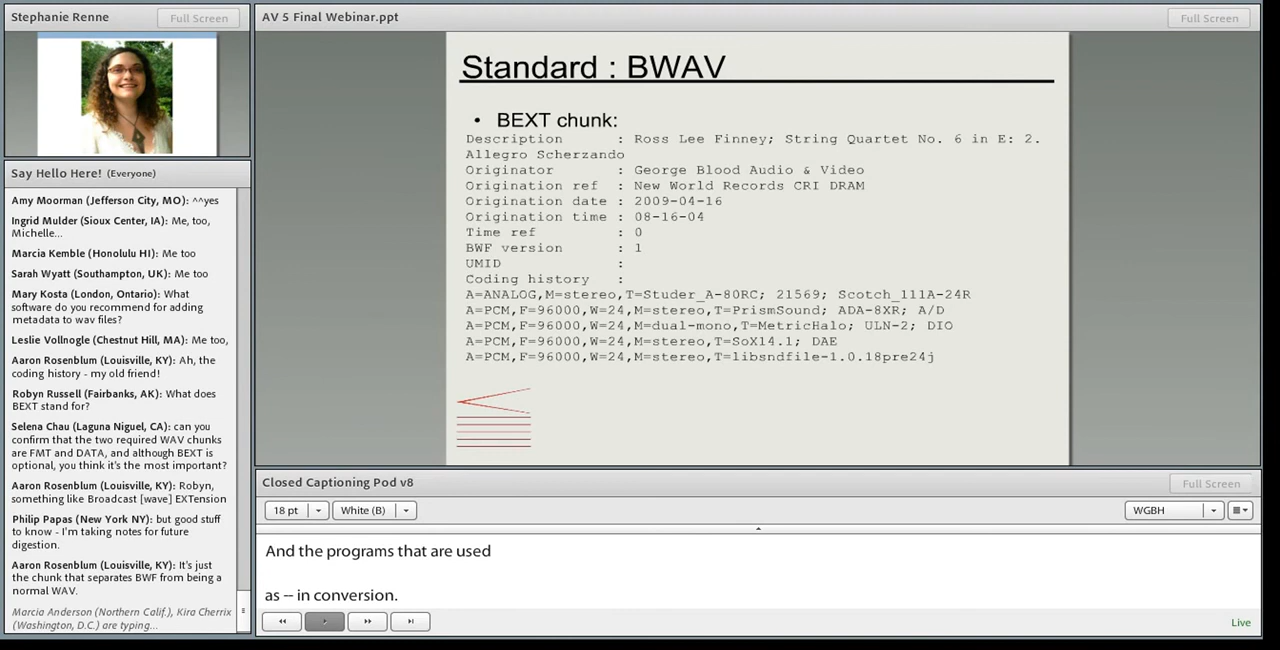 Stephanie Renne
Full Screen
Say Hello Here! (Everyone)
Amy Moorman (Jefferson City, MO): ^^yes
Ingrid Mulder (Sioux Center, IA): Me, too,
Michelle...
Marcia Kemble (Honolulu HI): Me too
Sarah Wyatt (Southampton, UK): Me too
Mary Kosta (London, Ontario): What
software do you recommend for adding
metadata to wav files?
Leslie Vollnogle (Chestnut Hill, MA): Me too,
Aaron Rosenblum (Louisville, KY): Ah, the
coding history - my old friend!
Robyn Russell (Fairbanks, AK): What does
BEXT stand for?
Selena Chau (Laguna Niguel, CA): can you
confirm that the two required WAV chunks
are FMT and DATA, and although BEXT is
optional, you think it's the most important?
Aaron Rosenblum (Louisville, KY): Robyn,
something like Broadcast [wave] EXTension
Philip Papas (New York NY): but good stuff
to know - I'm taking notes for future
digestion.
Aaron Rosenblum (Louisville, KY): It's just
the chunk that separates BWF from being a
normal WAV.
Marcia Anderson (Northern Calif.), Kira Cherrix
(Washington, D.C.) are typing...
AV 5 Final Webinar.ppt
Full Screen
Standard : BWAV
• BEXT chunk:
Description : Ross Lee Finney; String Quartet No. 6 in E: 2.
Allegro Scherzando
Originator : George Blood Audio & Video
Origination ref : New World Records CRI DRAM
Origination date : 2009-04-16
Origination time : 08-16-04
Time ref : 0
BWF version : 1
UMID :
Coding history :
A=ANALOG,M=stereo,T=Studer_A-80RC; 21569; Scotch_111A-24R
A=PCM,F=96000,W=24,M=stereo,T=PrismSound; ADA-8XR; A/D
A=PCM,F=96000,W=24,M=dual-mono,T=MetricHalo; ULN-2; DIO
A=PCM,F=96000,W=24,M=stereo,T=SoX14.1; DAE
A=PCM,F=96000,W=24,M=stereo,T=libsndfile-1.0.18pre24j
Closed Captioning Pod v8
Full Screen
18 pt
White (B)
WGBH
And the programs that are used
as -- in conversion.
Live